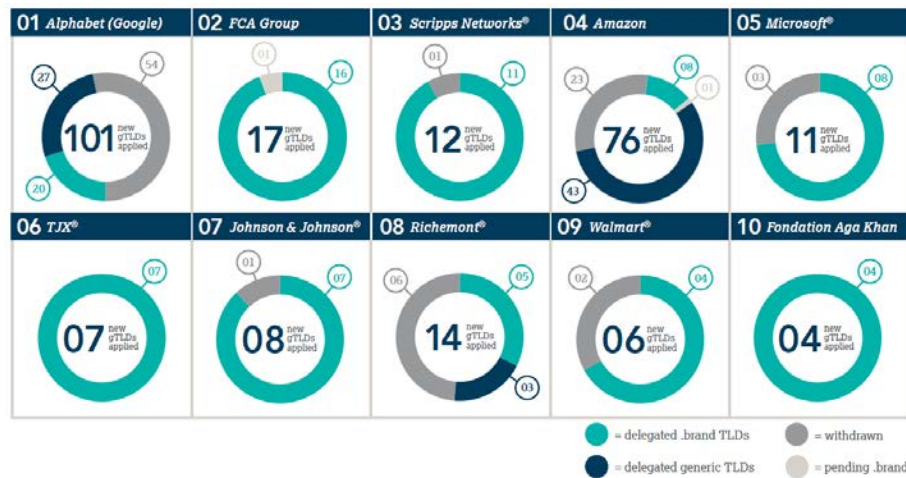 01 Alphabet (Google)
27
54
101 new gTLDs applied
20
02 FCA Group
01
16
17 new gTLDs applied
03 Scripps Networks®
01
11
12 new gTLDs applied
04 Amazon
23
08
01
76 new gTLDs applied
43
05 Microsoft®
03
08
11 new gTLDs applied
06 TJX®
07
07 new gTLDs applied
07 Johnson & Johnson®
01
07
08 new gTLDs applied
08 Richemont®
06
05
14 new gTLDs applied
03
09 Walmart®
02
04
06 new gTLDs applied
10 Fondation Aga Khan
04
04 new gTLDs applied
= delegated .brand TLDs
= withdrawn
= delegated generic TLDs
= pending .brand